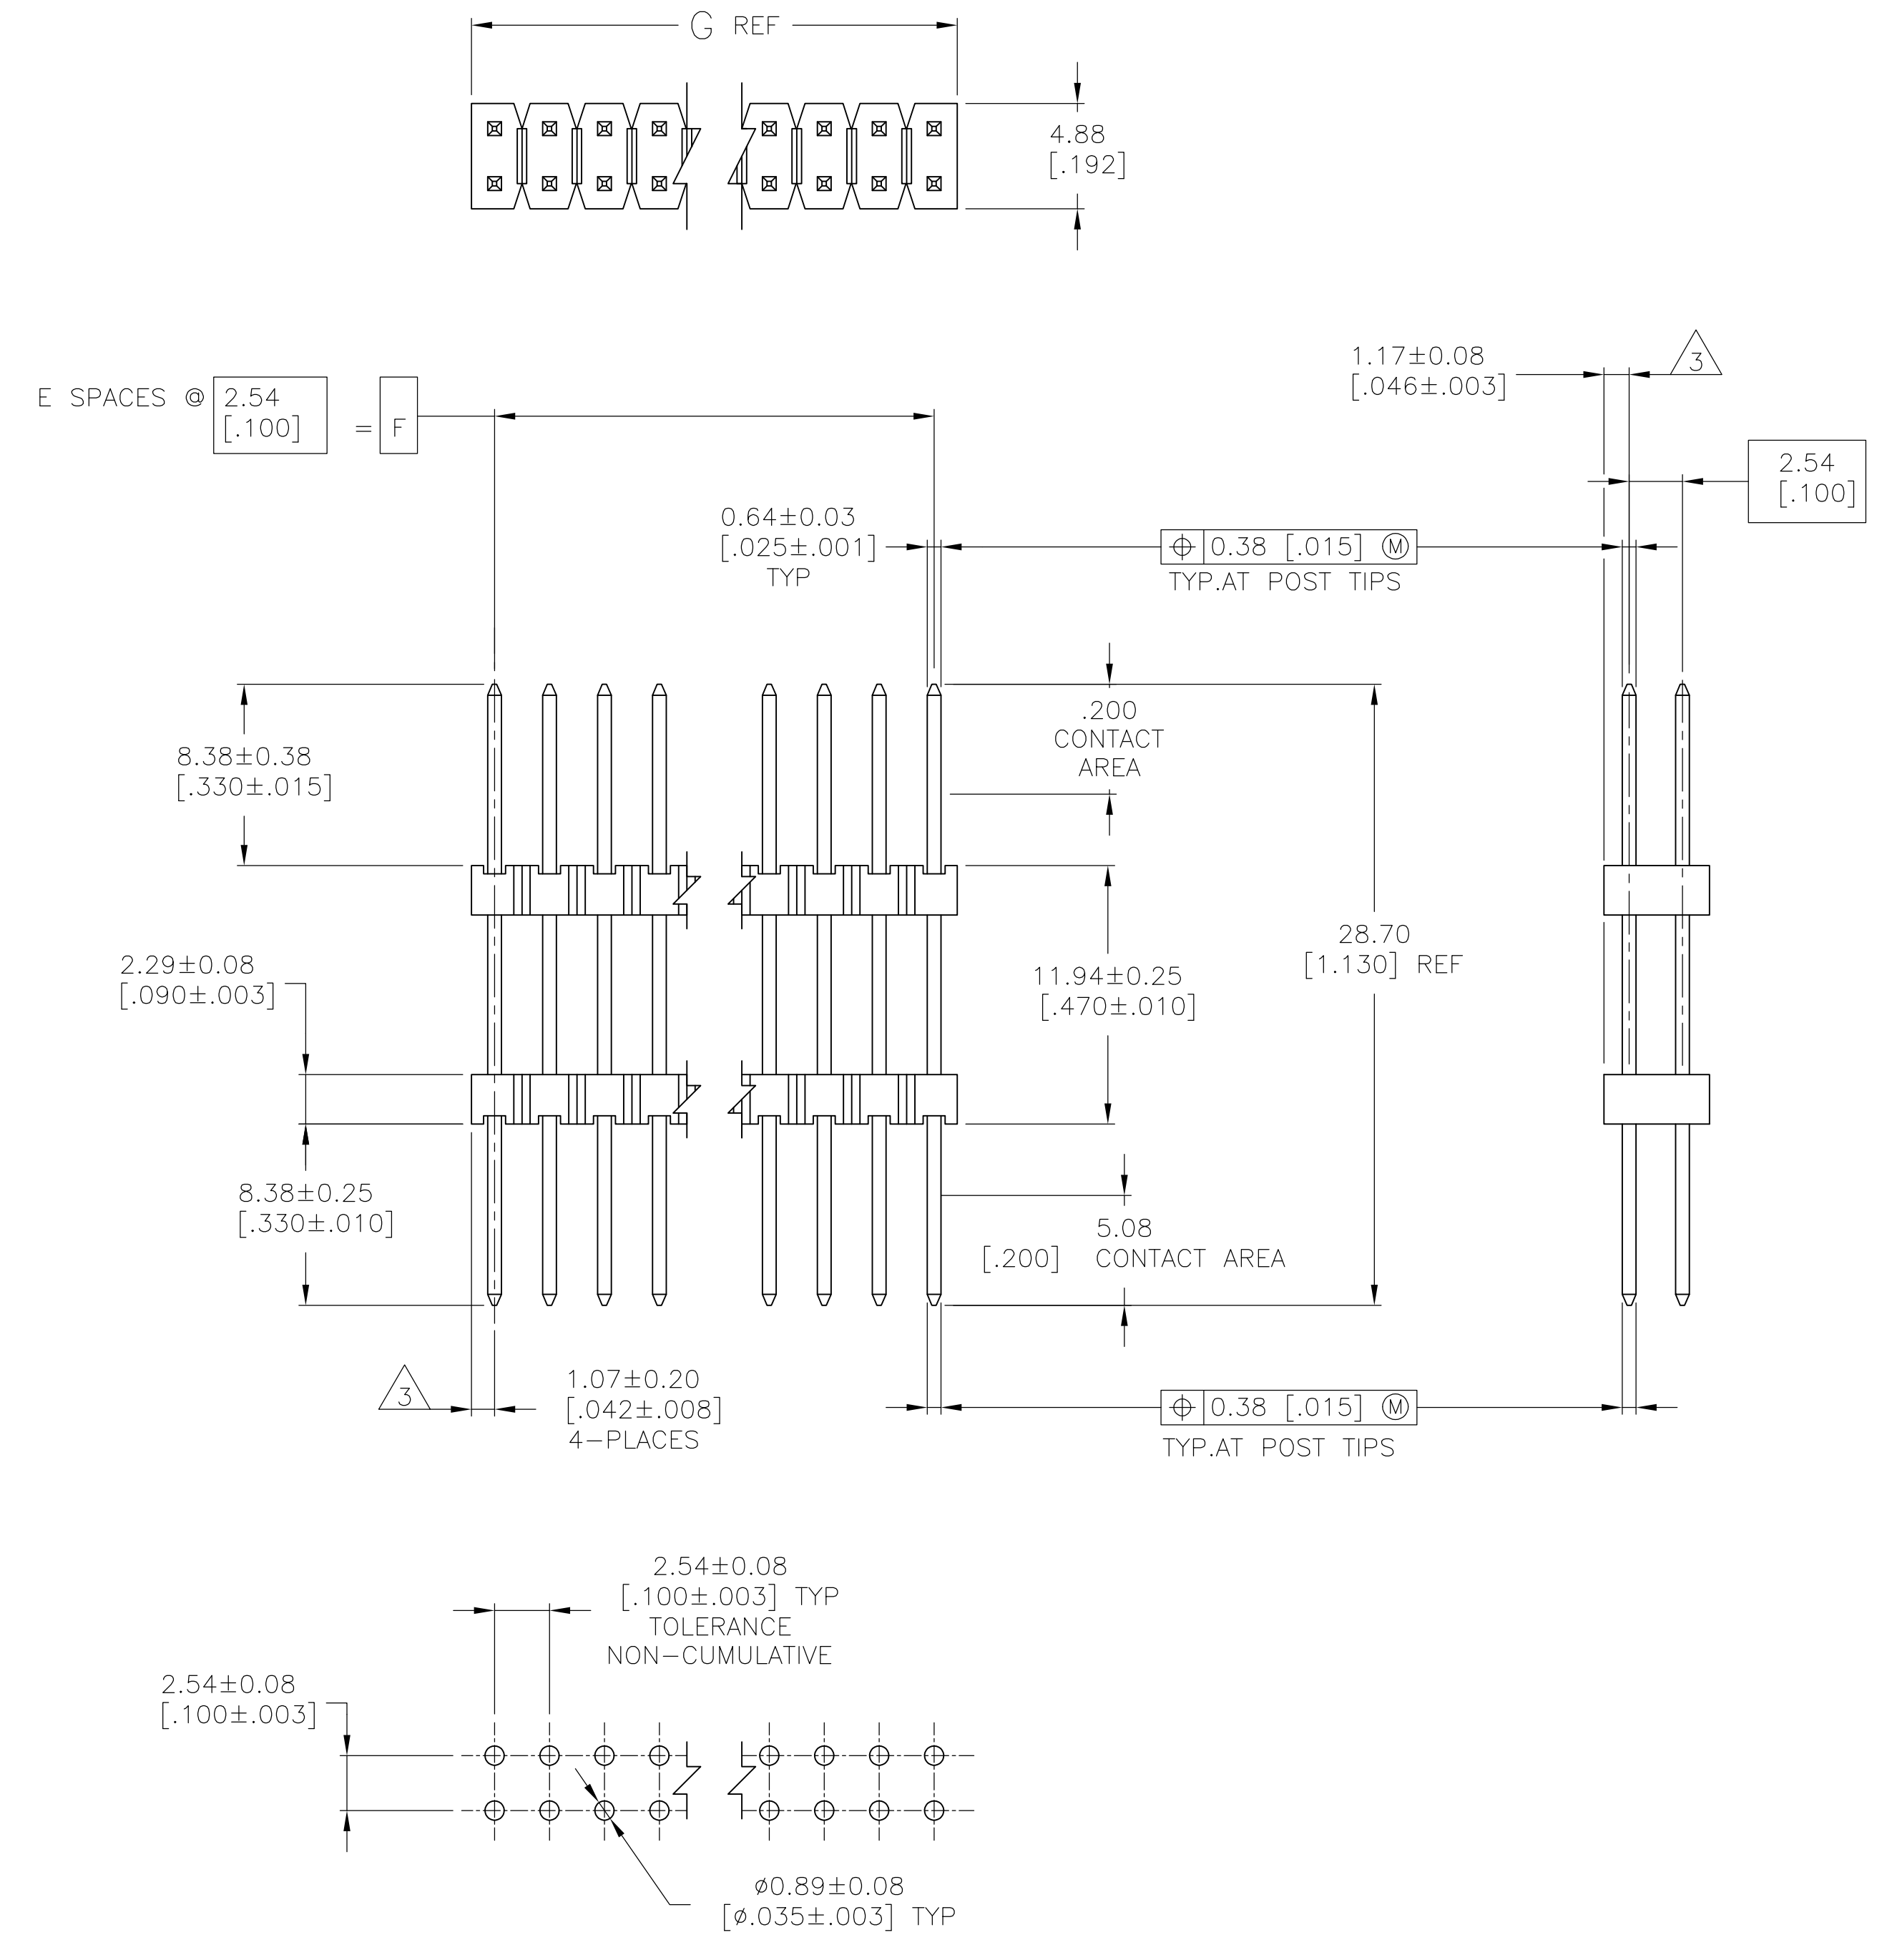 G REF
4.88
[.192]
1.17±0.08
[.046±.003]
3
E SPACES @ 2.54
[.100] = F
2.54
[.100]
0.64±0.03
[.025±.001]
TYP
⌖ 0.38 [.015] Ⓜ
TYP.AT POST TIPS
.200
CONTACT
AREA
8.38±0.38
[.330±.015]
28.70
[1.130] REF
2.29±0.08
[.090±.003]
11.94±0.25
[.470±.010]
8.38±0.25
[.330±.010]
5.08
[.200] CONTACT AREA
3
1.07±0.20
[.042±.008]
4-PLACES
⌖ 0.38 [.015] Ⓜ
TYP.AT POST TIPS
2.54±0.08
[.100±.003] TYP
TOLERANCE
NON-CUMULATIVE
2.54±0.08
[.100±.003]
⌀0.89±0.08
[⌀.035±.003] TYP